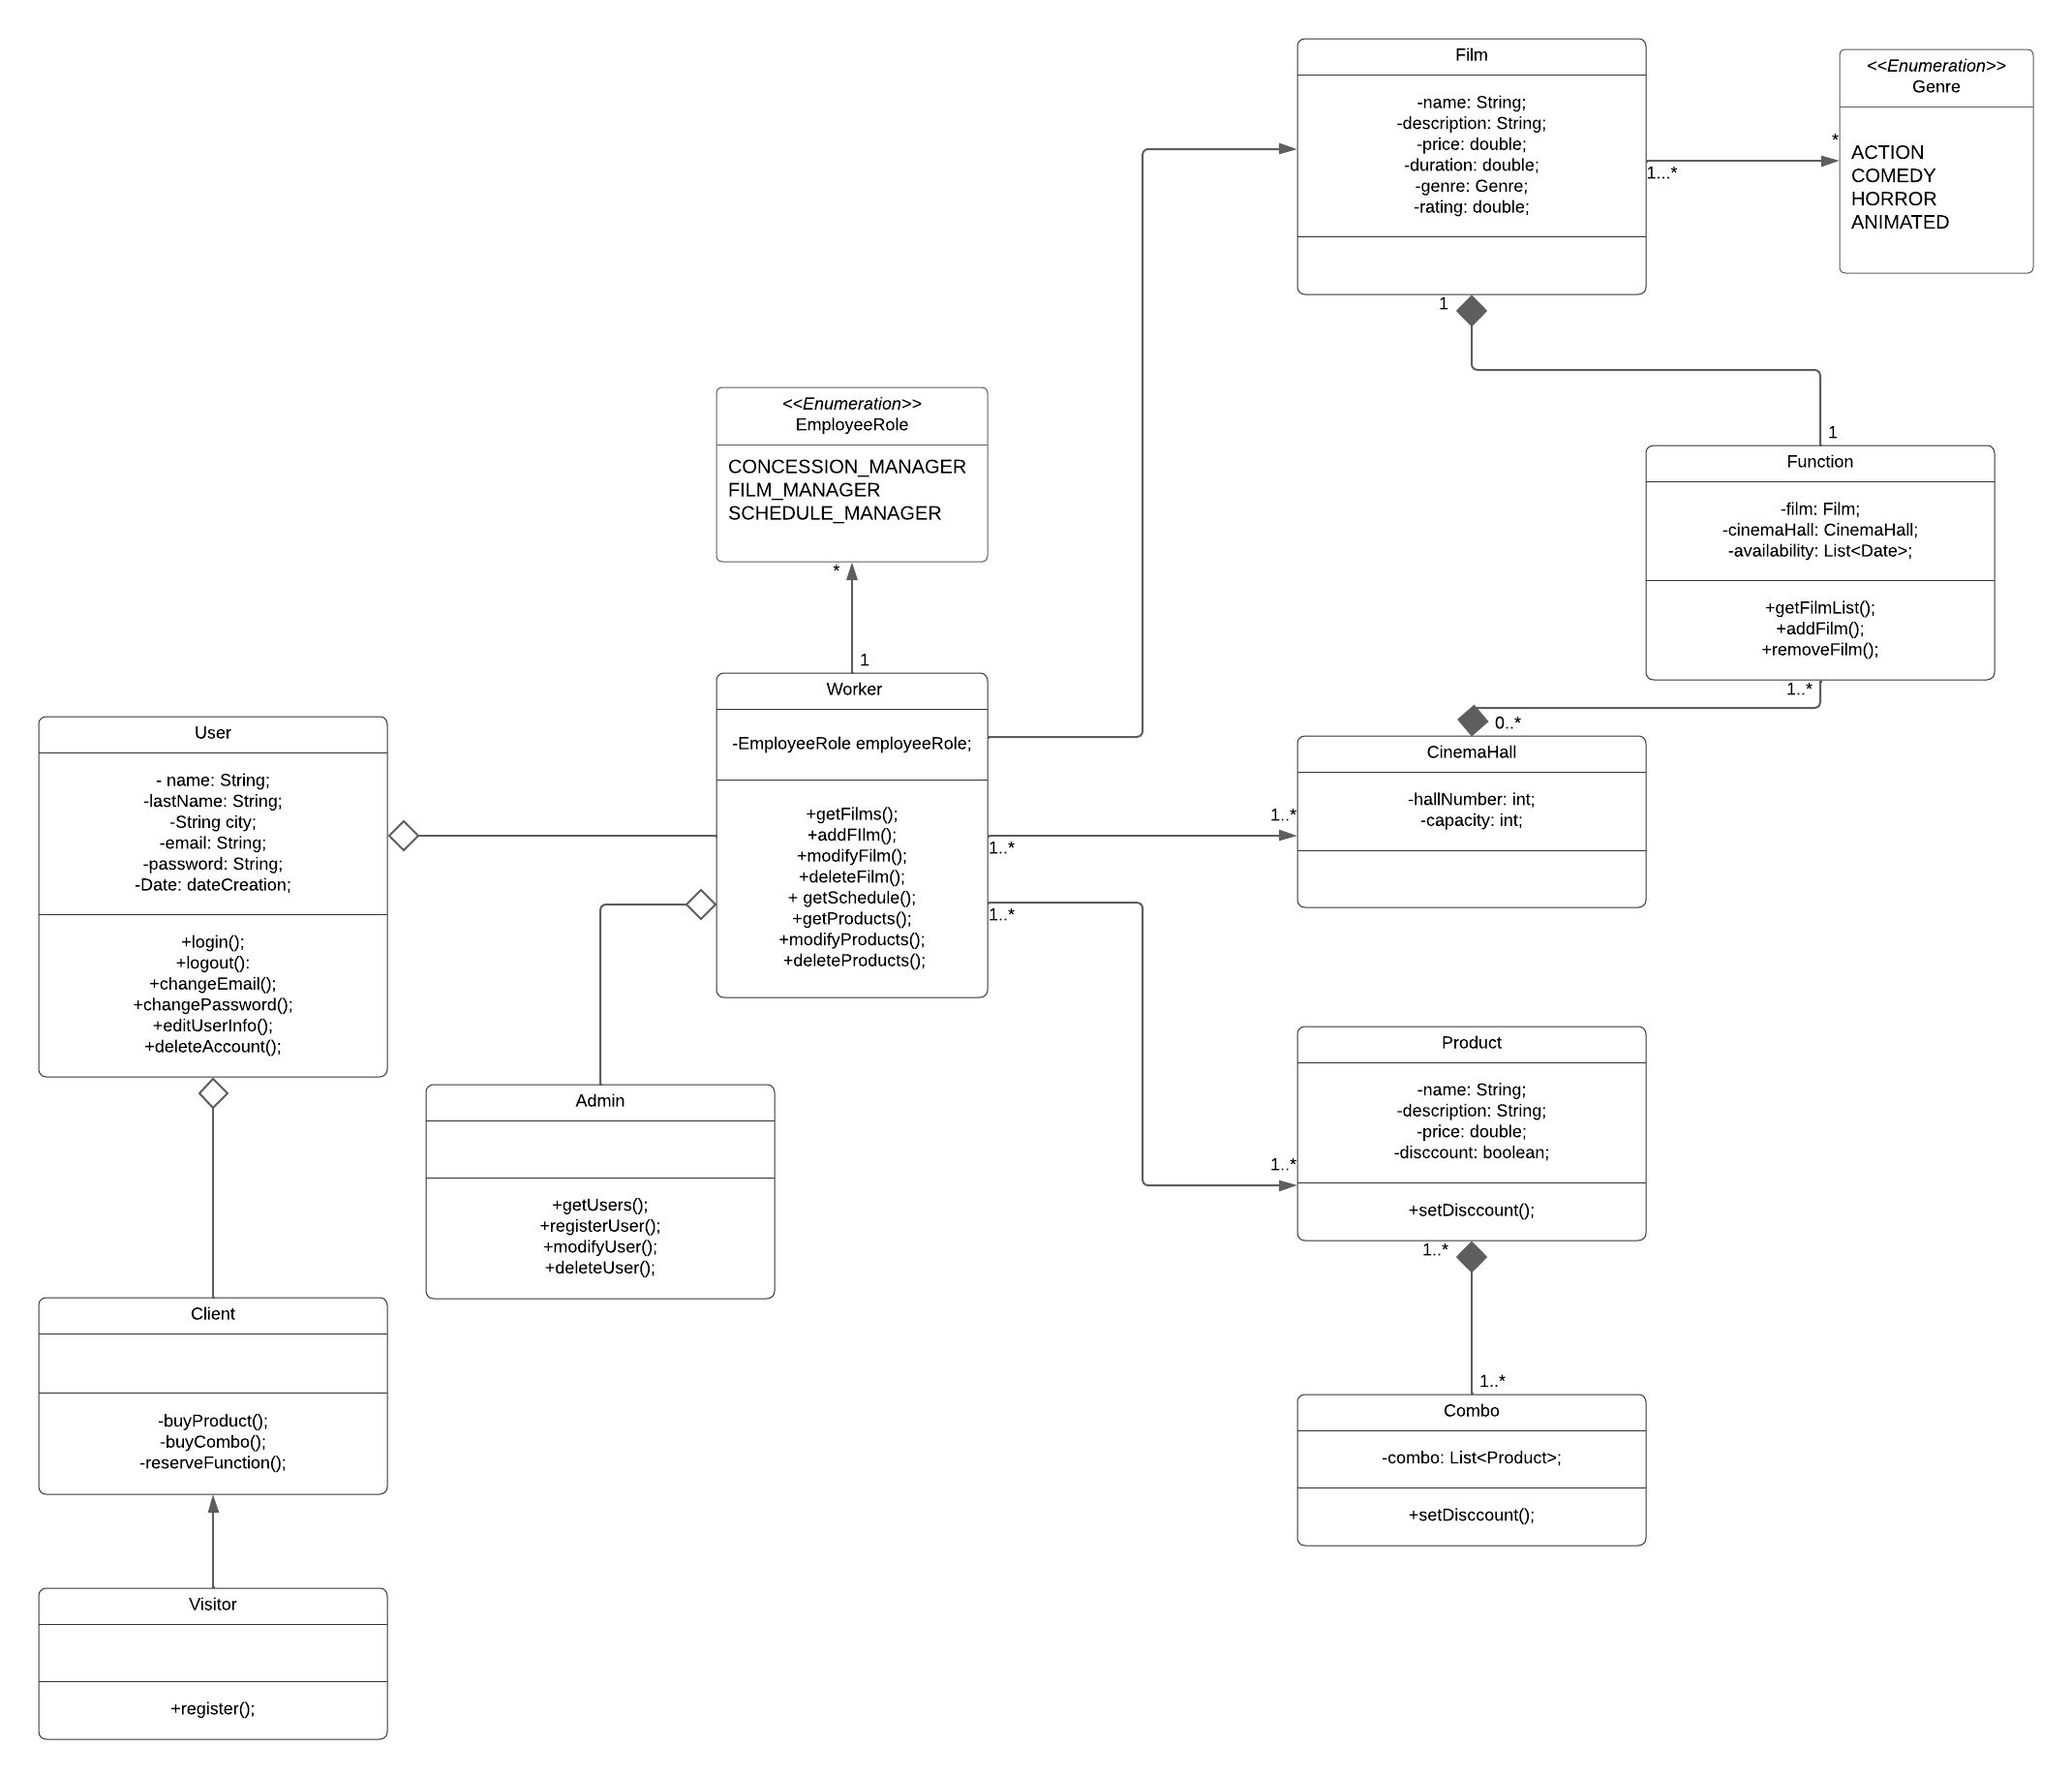 Film
-name: String;
-description: String;
-price: double;
-duration: double;
-genre: Genre;
-rating: double;
1
1...*
*
<<Enumeration>>
Genre
ACTION
COMEDY
HORROR
ANIMATED
<<Enumeration>>
EmployeeRole
CONCESSION_MANAGER
FILM_MANAGER
SCHEDULE_MANAGER
*
1
1
Function
-film: Film;
-cinemaHall: CinemaHall;
-availability: List<Date>;
+getFilmList();
+addFilm();
+removeFilm();
1..*
0..*
Worker
-EmployeeRole employeeRole;
+getFilms();
+addFIlm();
+modifyFilm();
+deleteFilm();
+ getSchedule();
+getProducts();
+modifyProducts();
+deleteProducts();
1..*
1..*
1..*
1..*
User
- name: String;
-lastName: String;
-String city;
-email: String;
-password: String;
-Date: dateCreation;
+login();
+logout():
+changeEmail();
+changePassword();
+editUserInfo();
+deleteAccount();
CinemaHall
-hallNumber: int;
-capacity: int;
Admin
+getUsers();
+registerUser();
+modifyUser();
+deleteUser();
Product
-name: String;
-description: String;
-price: double;
-disccount: boolean;
+setDisccount();
1..*
1..*
Client
-buyProduct();
-buyCombo();
-reserveFunction();
Combo
-combo: List<Product>;
+setDisccount();
Visitor
+register();